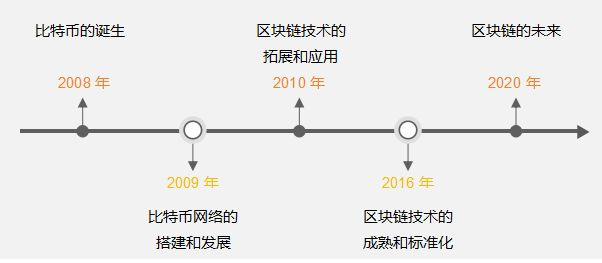 比特币的诞生
2008 年
2009 年
比特币网络的
搭建和发展
区块链技术的
拓展和应用
2010 年
2016 年
区块链技术的
成熟和标准化
区块链的未来
2020 年